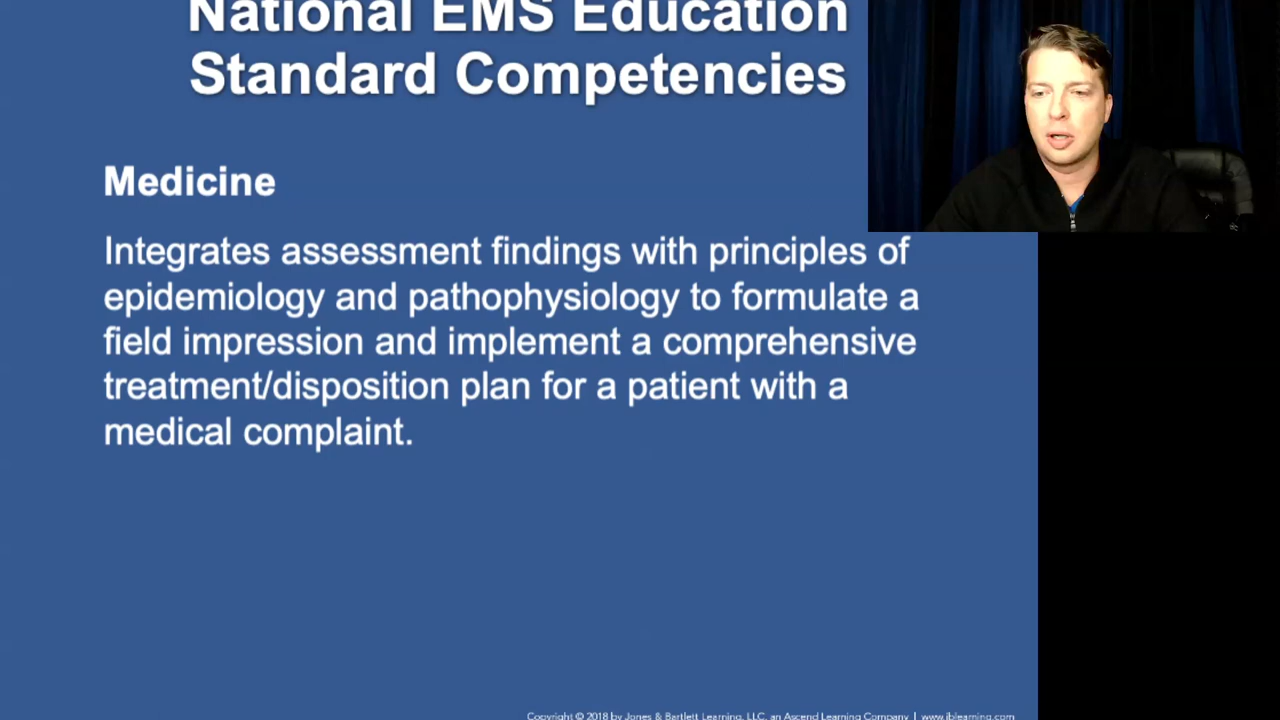 National EMS Education
Standard Competencies
Medicine
Integrates assessment findings with principles of
epidemiology and pathophysiology to formulate a
field impression and implement a comprehensive
treatment/disposition plan for a patient with a
medical complaint.
Copyright © 2018 by Jones & Bartlett Learning, LLC, an Ascend Learning Company | www.jblearning.com